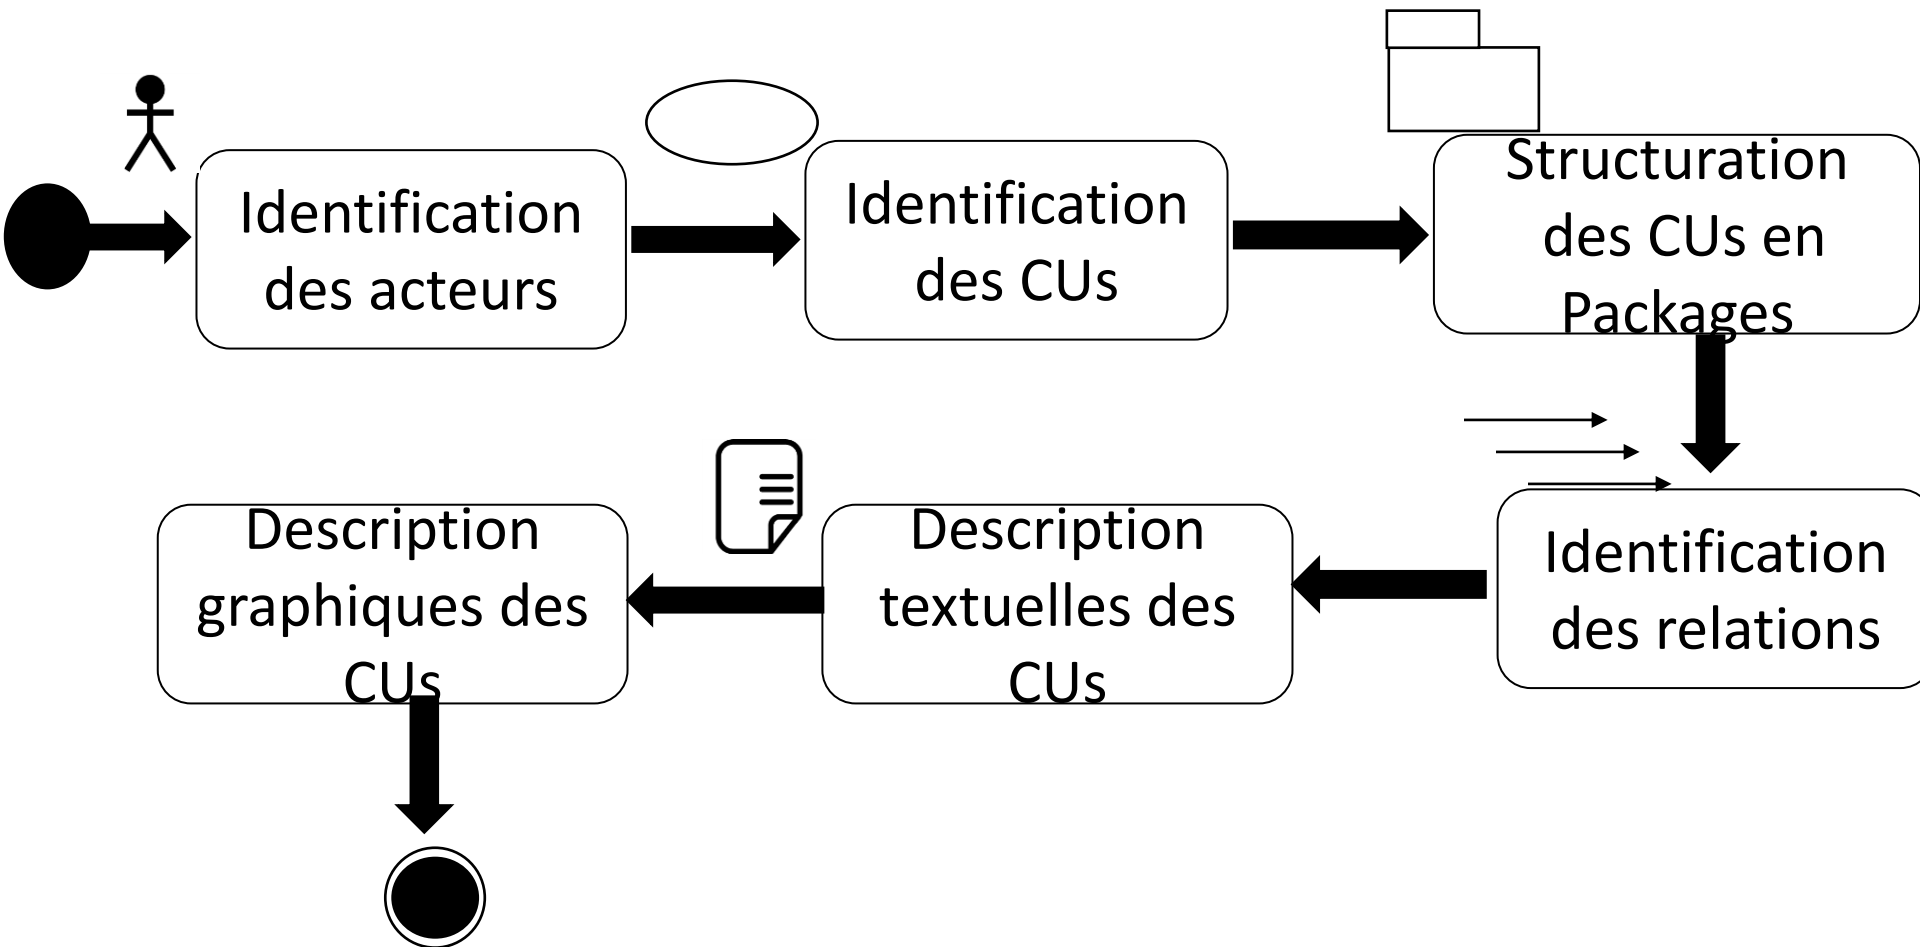 Identification
des acteurs
Identification
des CUs
Structuration
des CUs en
Packages
Identification
des relations
Description
textuelles des
CUs
Description
graphiques des
CUs